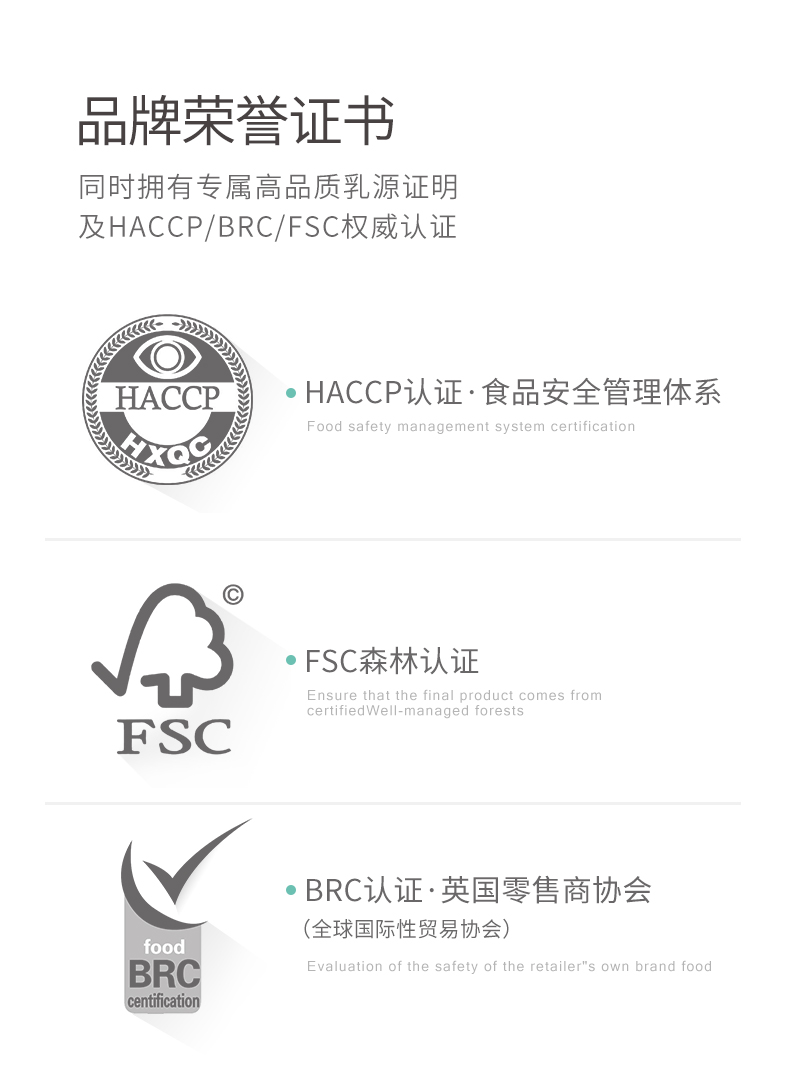 品牌荣誉证书
同时拥有专属高品质乳源证明
及HACCP/BRC/FSC权威认证
HACCP
HXQC
HACCP认证·食品安全管理体系
Food safety management system certification
©
FSC
FSC森林认证
Ensure that the final product comes from
certifiedWell-managed forests
food
BRC
centification
BRC认证·英国零售商协会
（全球国际性贸易协会）
Evaluation of the safety of the retailer"s own brand food